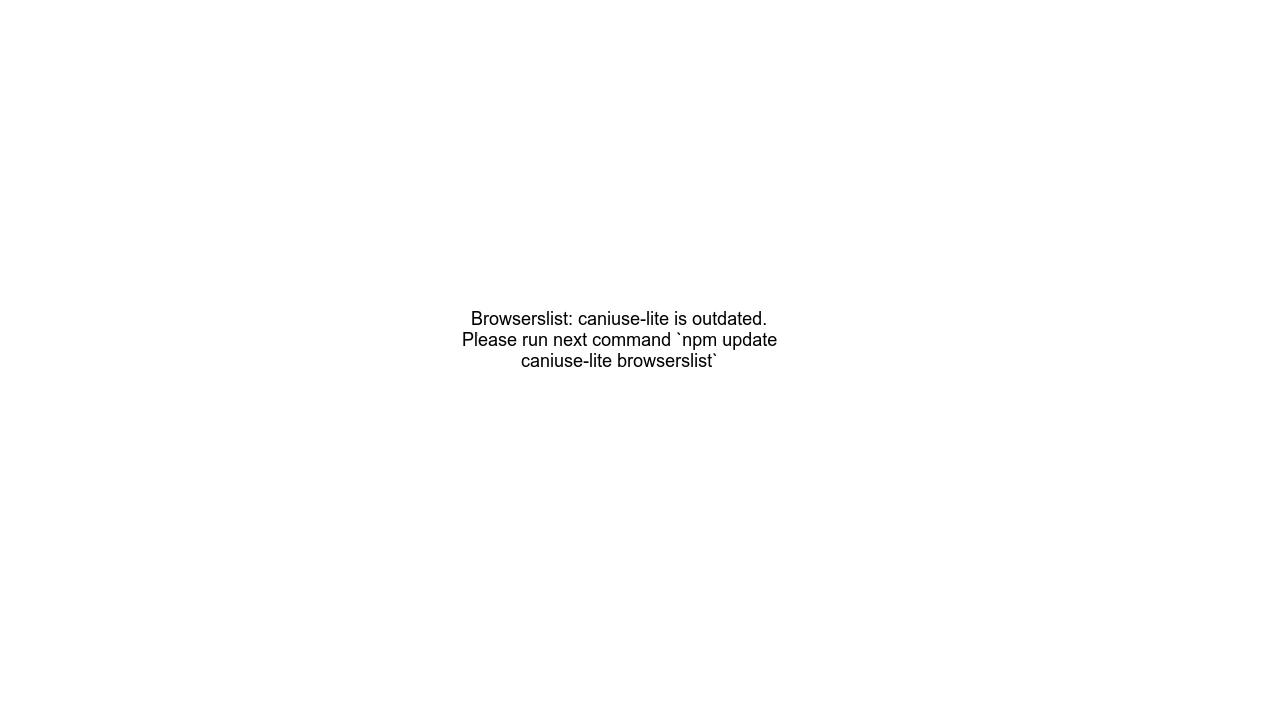 Browserslist: caniuse-lite is outdated.
Please run next command `npm update
caniuse-lite browserslist`